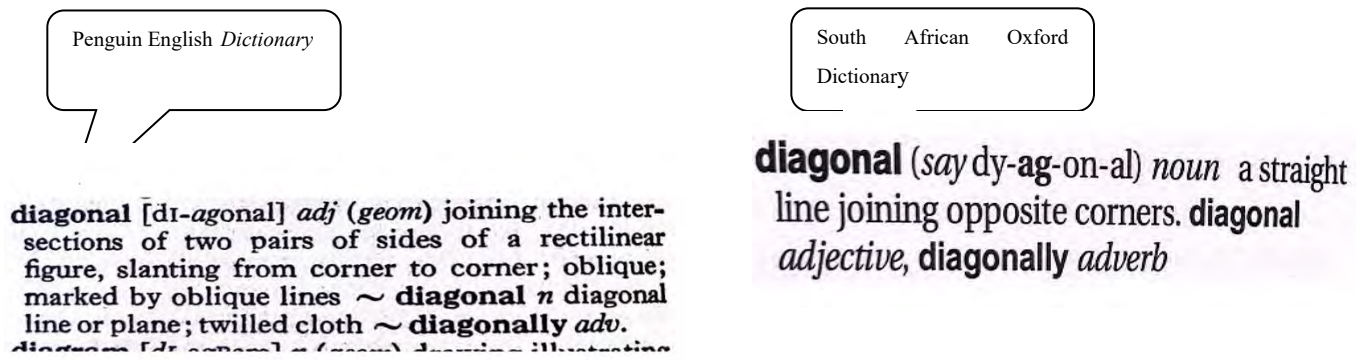 Penguin English Dictionary
South African Oxford
Dictionary
diagonal [dɪ-agonal] adj (geom) joining the inter-
sections of two pairs of sides of a rectilinear
figure, slanting from corner to corner; oblique;
marked by oblique lines ~ diagonal n diagonal
line or plane; twilled cloth ~ diagonally adv.
diagonal (say dy-ag-on-al) noun a straight
line joining opposite corners. diagonal
adjective, diagonally adverb